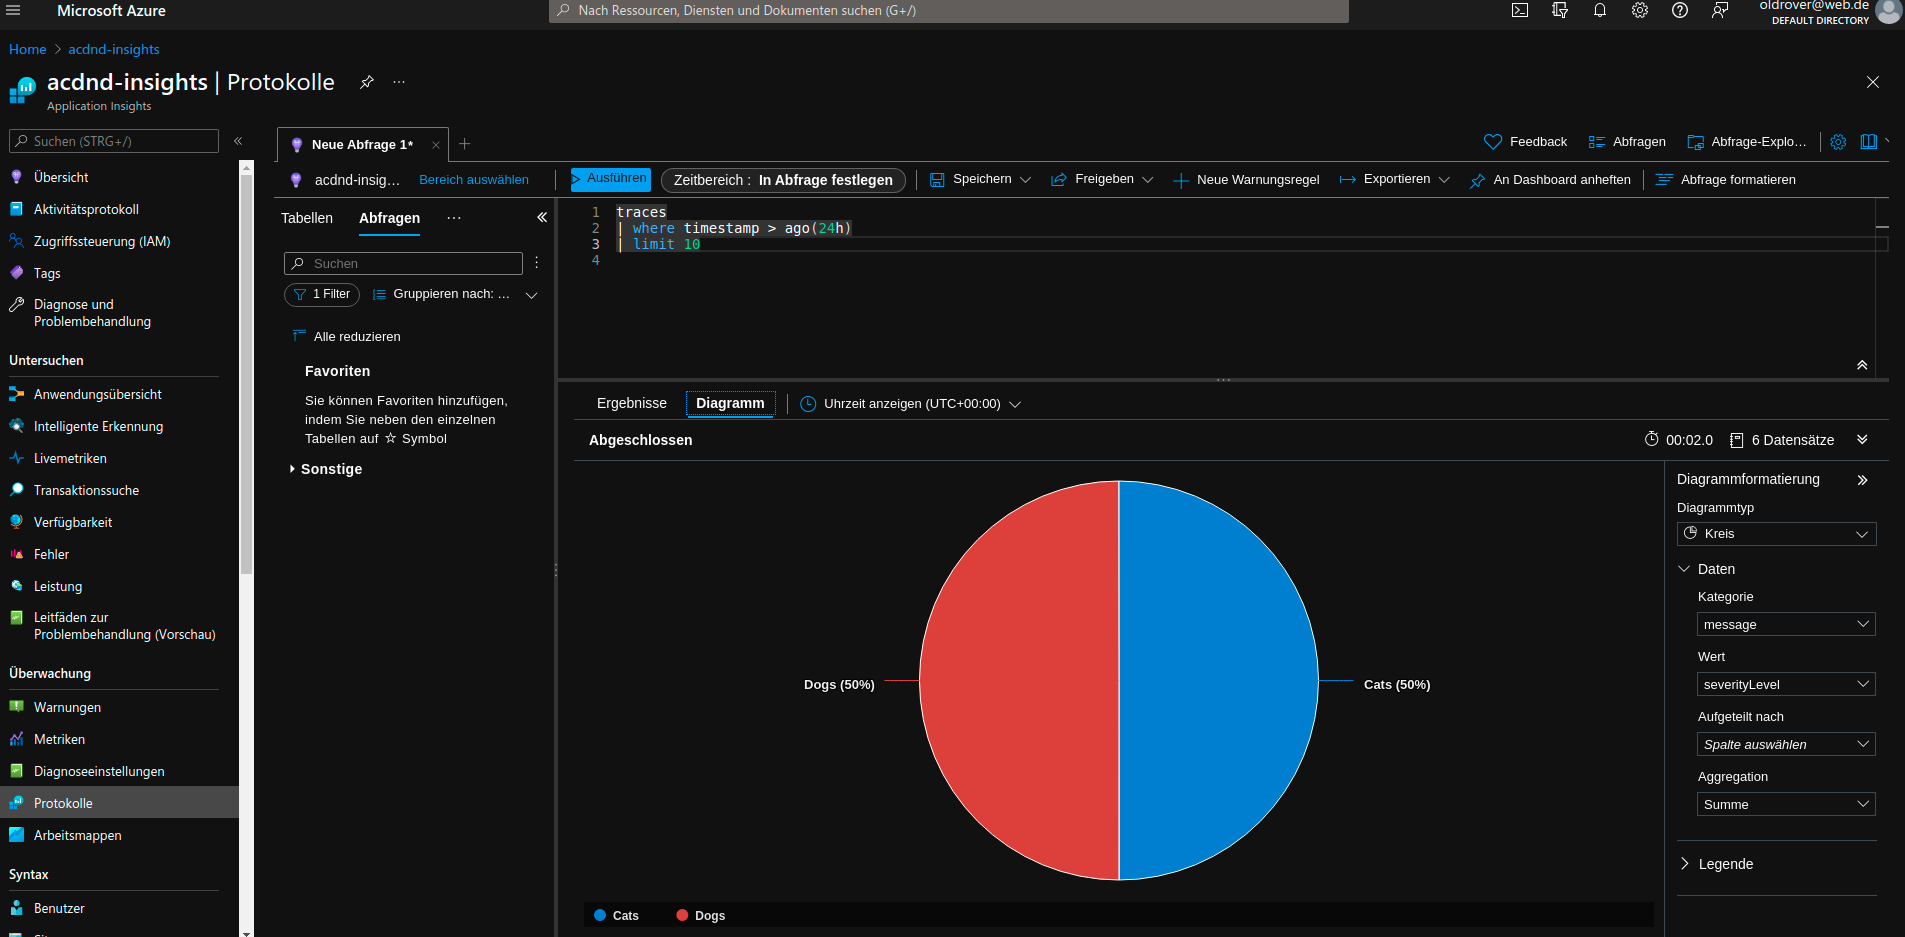 Microsoft Azure
Nach Ressourcen, Diensten und Dokumenten suchen (G+/)
oldrover@web.de
DEFAULT DIRECTORY
Home > acdnd-insights
acdnd-insights | Protokolle
Application Insights
Suchen (STRG+/)
Übersicht
Aktivitätsprotokoll
Zugriffssteuerung (IAM)
Tags
Diagnose und
Problembehandlung
Untersuchen
Anwendungsübersicht
Intelligente Erkennung
Livemetriken
Transaktionssuche
Verfügbarkeit
Fehler
Leistung
Leitfäden zur
Problembehandlung (Vorschau)
Überwachung
Warnungen
Metriken
Diagnoseeinstellungen
Protokolle
Arbeitsmappen
Syntax
Benutzer
Neue Abfrage 1*
Feedback
Abfragen
Abfrage-Explo...
acdnd-insig...
Bereich auswählen
Ausführen
Zeitbereich : In Abfrage festlegen
Speichern
Freigeben
Neue Warnungsregel
Exportieren
An Dashboard anheften
Abfrage formatieren
Tabellen
Abfragen
Suchen
1 Filter
Gruppieren nach: ...
Alle reduzieren
Favoriten
Sie können Favoriten hinzufügen,
indem Sie neben den einzelnen
Tabellen auf ☆ Symbol
Sonstige
1 traces
2 | where timestamp > ago(24h)
3 | limit 10
4
Ergebnisse
Diagramm
Uhrzeit anzeigen (UTC+00:00)
Abgeschlossen
00:02.0
6 Datensätze
Dogs (50%)
Cats (50%)
Cats
Dogs
Diagrammformatierung
Diagrammtyp
Kreis
Daten
Kategorie
message
Wert
severityLevel
Aufgeteilt nach
Spalte auswählen
Aggregation
Summe
Legende